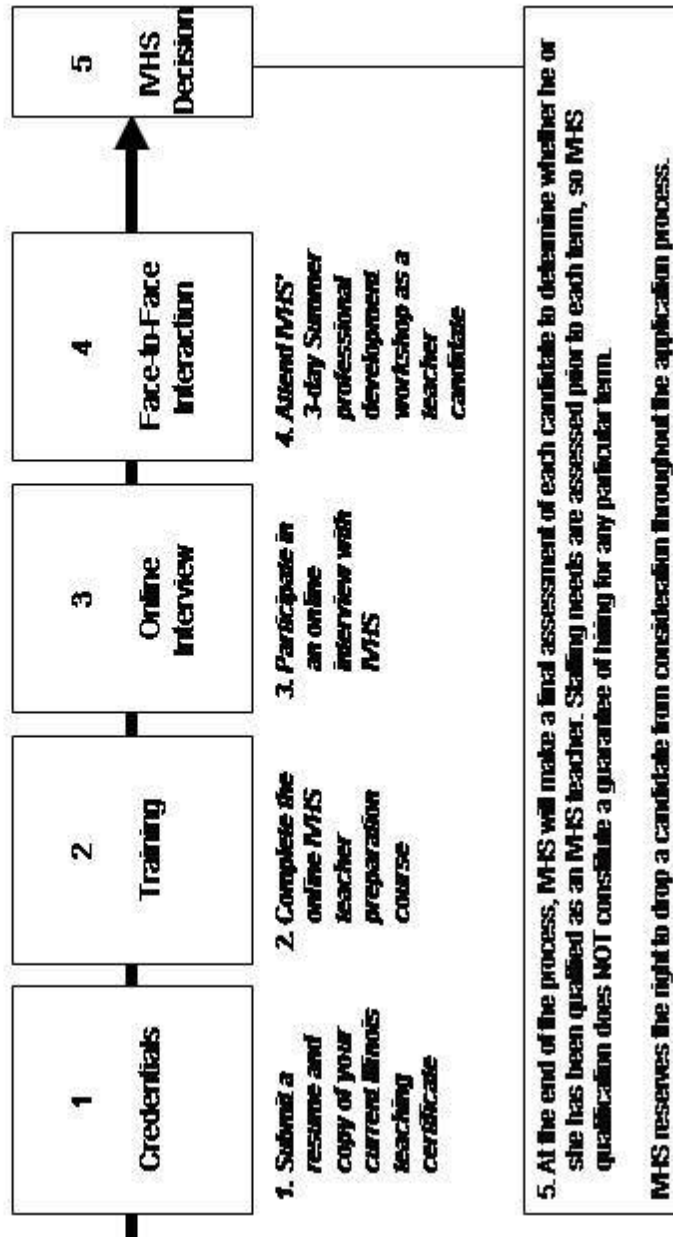 1
Credentials
2
Training
3
Online
Interview
4
Face-to-Face
Interaction
5
IVHS
Decision
1. Submit a
resume and
copy of your
current Illinois
teaching
certificate
2. Complete the
online IVHS
teacher
preparation
course
3. Participate in
an online
interview with
IVHS
4. Attend IVHS'
3-day Summer
professional
development
workshop as a
teacher
candidate
5. At the end of the process, IVHS will make a final assessment of each candidate to determine whether he or
she has been qualified as an IVHS teacher. Staffing needs are assessed prior to each term, so IVHS
qualification does NOT constitute a guarantee of hiring for any particular term.
IVHS reserves the right to drop a candidate from consideration throughout the application process.